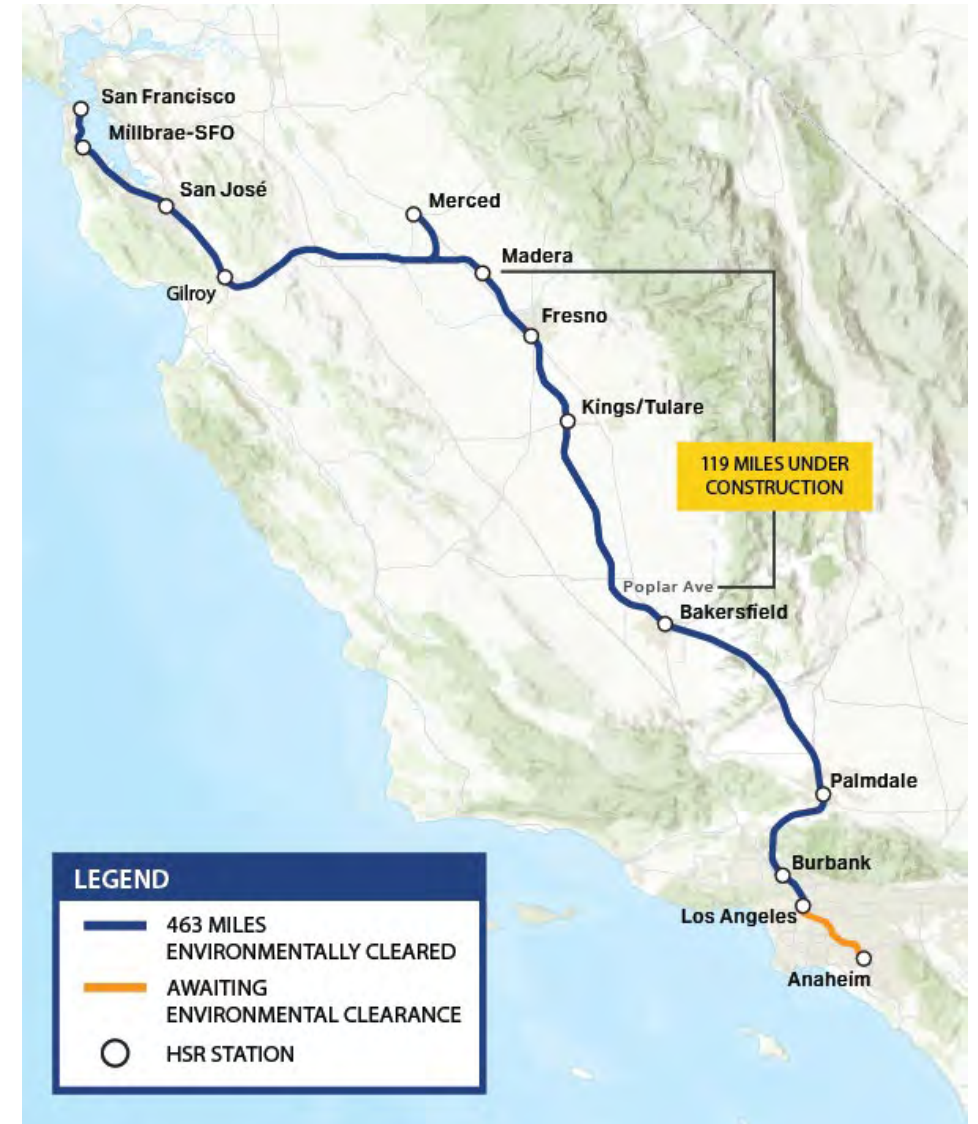 San Francisco
Millbrae-SFO
San José
Merced
Madera
Gilroy
Fresno
Kings/Tulare
119 MILES UNDER
CONSTRUCTION
Poplar Ave
Bakersfield
Palmdale
Burbank
Los Angeles
Anaheim
LEGEND
463 MILES
ENVIRONMENTALLY CLEARED
AWAITING
ENVIRONMENTAL CLEARANCE
HSR STATION